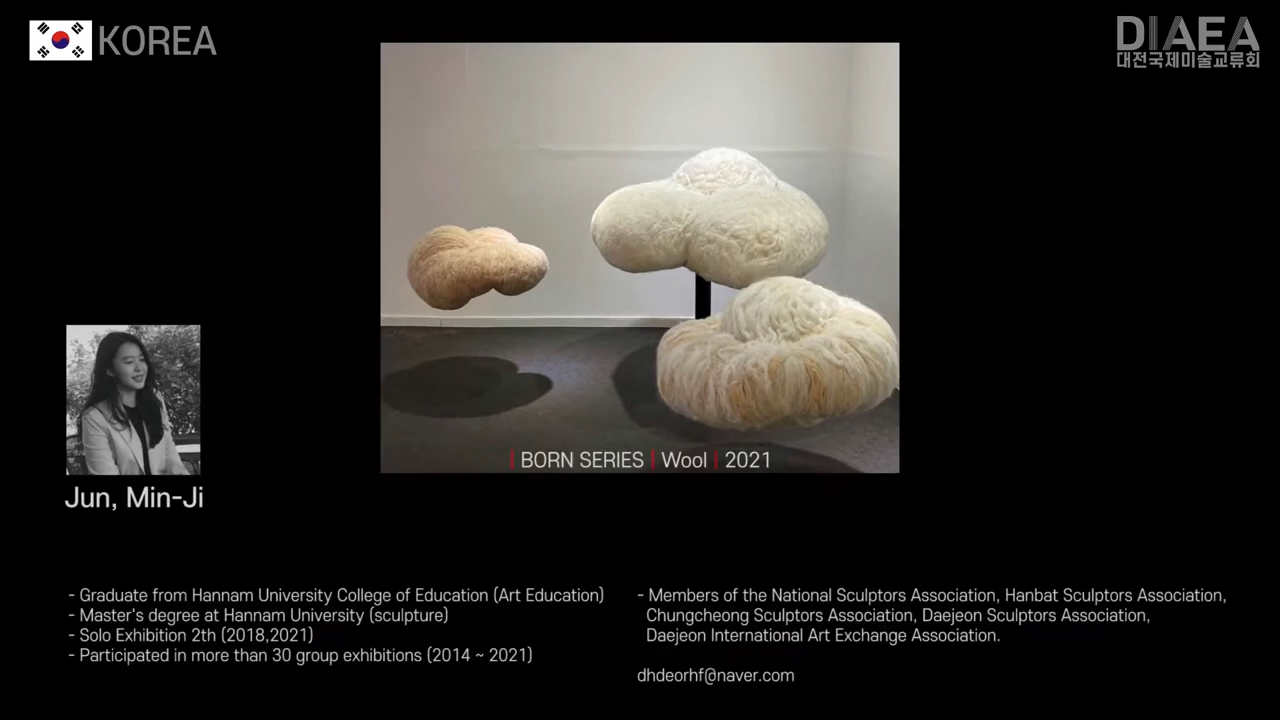 KOREA
DIAEA
대전국제미술교류회
| BORN SERIES | Wool | 2021
Jun, Min-Ji
- Graduate from Hannam University College of Education (Art Education)
- Master's degree at Hannam University (sculpture)
- Solo Exhibition 2th (2018,2021)
- Participated in more than 30 group exhibitions (2014 ~ 2021)
- Members of the National Sculptors Association, Hanbat Sculptors Association,
Chungcheong Sculptors Association, Daejeon Sculptors Association,
Daejeon International Art Exchange Association.
dhdeorhf@naver.com